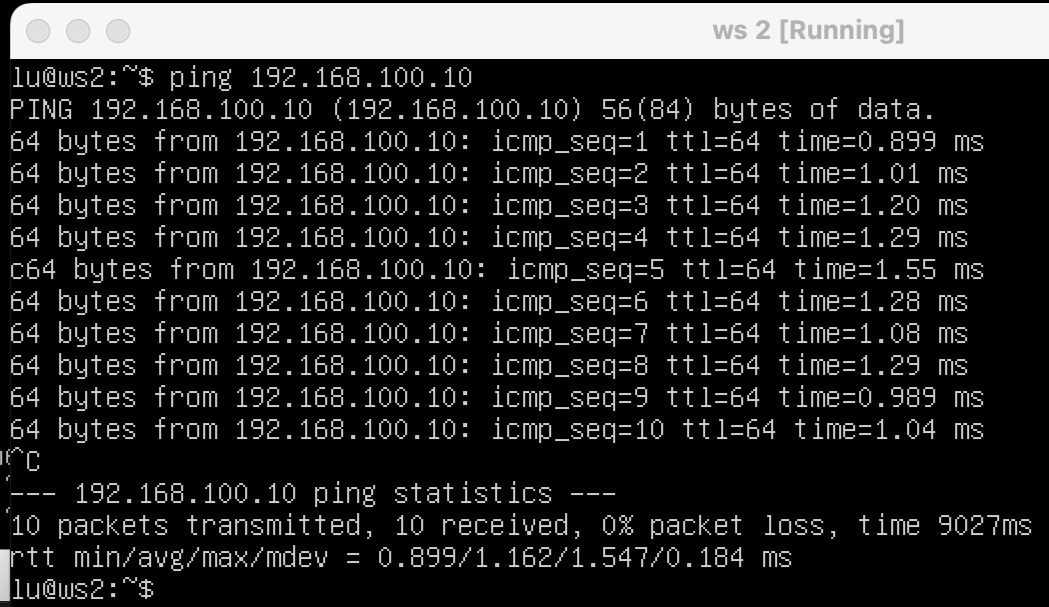 ws 2 [Running]
lu@ws2:~$ ping 192.168.100.10
PING 192.168.100.10 (192.168.100.10) 56(84) bytes of data.
64 bytes from 192.168.100.10: icmp_seq=1 ttl=64 time=0.899 ms
64 bytes from 192.168.100.10: icmp_seq=2 ttl=64 time=1.01 ms
64 bytes from 192.168.100.10: icmp_seq=3 ttl=64 time=1.20 ms
64 bytes from 192.168.100.10: icmp_seq=4 ttl=64 time=1.29 ms
c64 bytes from 192.168.100.10: icmp_seq=5 ttl=64 time=1.55 ms
64 bytes from 192.168.100.10: icmp_seq=6 ttl=64 time=1.28 ms
64 bytes from 192.168.100.10: icmp_seq=7 ttl=64 time=1.08 ms
64 bytes from 192.168.100.10: icmp_seq=8 ttl=64 time=1.29 ms
64 bytes from 192.168.100.10: icmp_seq=9 ttl=64 time=0.989 ms
64 bytes from 192.168.100.10: icmp_seq=10 ttl=64 time=1.04 ms
^C
--- 192.168.100.10 ping statistics ---
10 packets transmitted, 10 received, 0% packet loss, time 9027ms
rtt min/avg/max/mdev = 0.899/1.162/1.547/0.184 ms
lu@ws2:~$